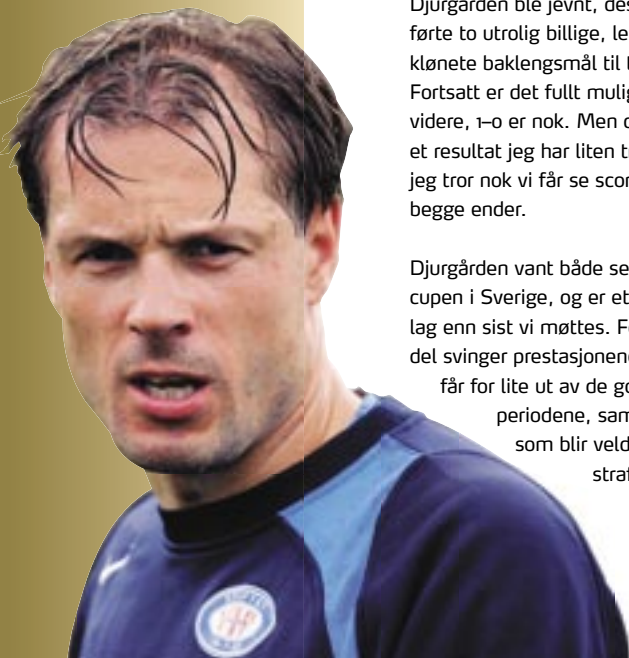 Djurgården ble jevnt, des
førte to utrolig billige, le
klønete baklengsmål til t
Fortsatt er det fullt mulig
videre, 1–0 er nok. Men d
et resultat jeg har liten t
jeg tror nok vi får se scor
begge ender.
Djurgården vant både se
cupen i Sverige, og er et
lag enn sist vi møttes. F
del svinger prestasjonene
får for lite ut av de go
periodene, sam
som blir veld
straf